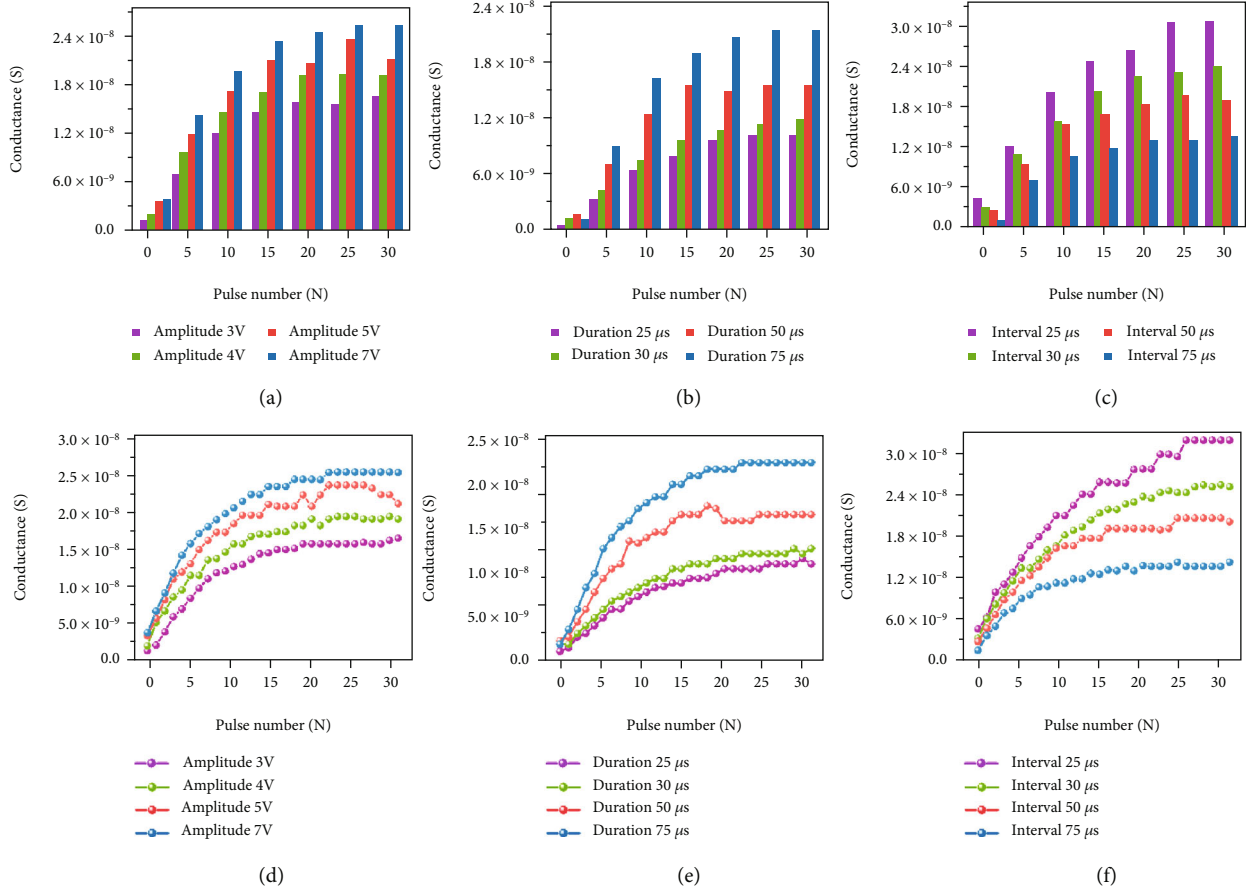 Conductance (S)
2.4 × 10⁻⁸
1.8 × 10⁻⁸
1.2 × 10⁻⁸
6.0 × 10⁻⁹
0.0
0 5 10 15 20 25 30
Pulse number (N)
Amplitude 3V Amplitude 5V
Amplitude 4V Amplitude 7V
(a)
Conductance (S)
2.4 × 10⁻⁸
1.8 × 10⁻⁸
1.2 × 10⁻⁸
6.0 × 10⁻⁹
0.0
0 5 10 15 20 25 30
Pulse number (N)
Duration 25 μs Duration 50 μs
Duration 30 μs Duration 75 μs
(b)
Conductance (S)
3.0 × 10⁻⁸
2.4 × 10⁻⁸
1.8 × 10⁻⁸
1.2 × 10⁻⁸
6.0 × 10⁻⁹
0.0
0 5 10 15 20 25 30
Pulse number (N)
Interval 25 μs Interval 50 μs
Interval 30 μs Interval 75 μs
(c)
Conductance (S)
3.0 × 10⁻⁸
2.5 × 10⁻⁸
2.0 × 10⁻⁸
1.5 × 10⁻⁸
1.0 × 10⁻⁸
5.0 × 10⁻⁹
0.0
0 5 10 15 20 25 30
Pulse number (N)
Amplitude 3V
Amplitude 4V
Amplitude 5V
Amplitude 7V
(d)
Conductance (S)
2.5 × 10⁻⁸
2.0 × 10⁻⁸
1.5 × 10⁻⁸
1.0 × 10⁻⁸
5.0 × 10⁻⁹
0.0
0 5 10 15 20 25 30
Pulse number (N)
Duration 25 μs
Duration 30 μs
Duration 50 μs
Duration 75 μs
(e)
Conductance (S)
3.0 × 10⁻⁸
2.4 × 10⁻⁸
1.8 × 10⁻⁸
1.2 × 10⁻⁸
6.0 × 10⁻⁹
0.0
0 5 10 15 20 25 30
Pulse number (N)
Interval 25 μs
Interval 30 μs
Interval 50 μs
Interval 75 μs
(f)